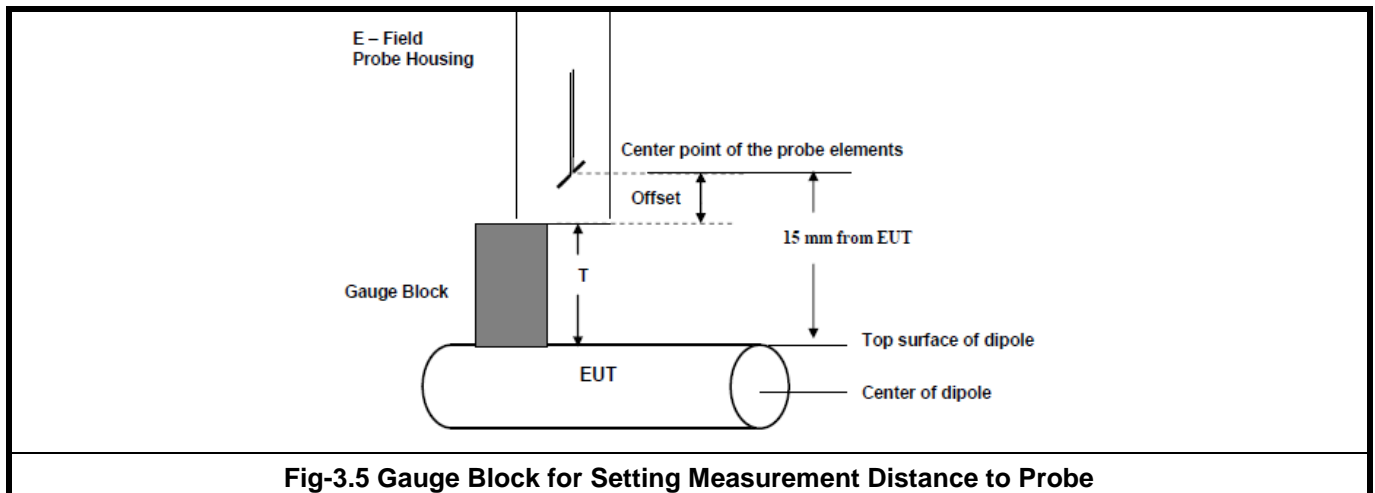 E – Field
Probe Housing
Center point of the probe elements
Offset
15 mm from EUT
T
Gauge Block
Top surface of dipole
EUT
Center of dipole
Fig-3.5 Gauge Block for Setting Measurement Distance to Probe